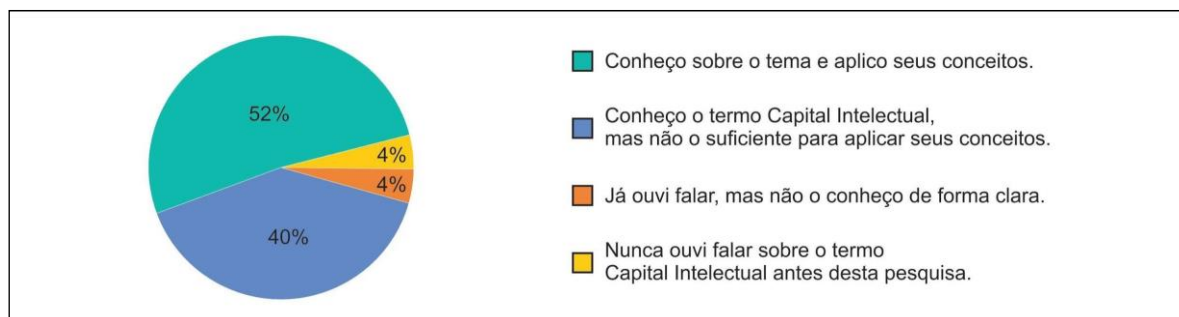 52%
4%
4%
40%
Conheço sobre o tema e aplico seus conceitos.
Conheço o termo Capital Intelectual,
mas não o suficiente para aplicar seus conceitos.
Já ouvi falar, mas não o conheço de forma clara.
Nunca ouvi falar sobre o termo
Capital Intelectual antes desta pesquisa.